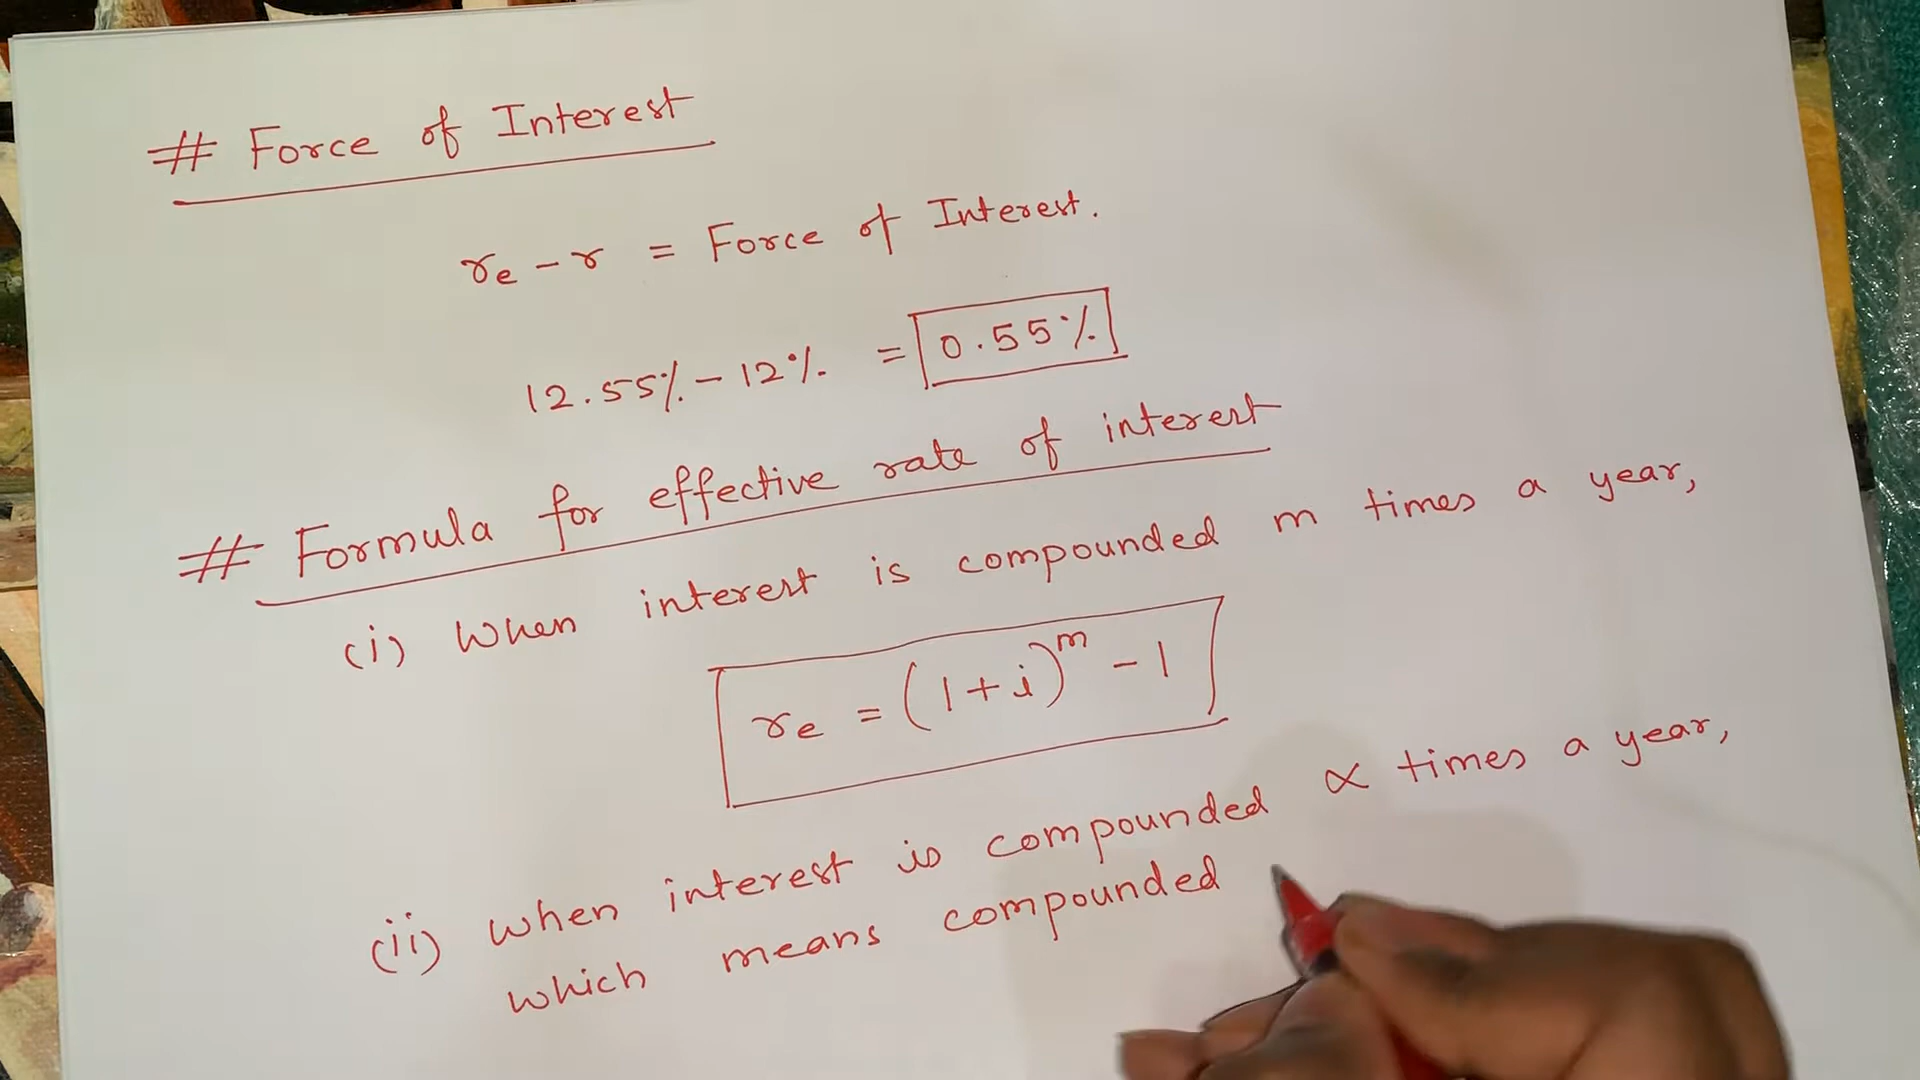 # Force of Interest
re - r = Force of Interest.
12.55% - 12% = 0.55%
# Formula for effective rate of interest
(i) When interest is compounded m times a year,
re = (1+i)^m - 1
(ii) when interest is compounded ∝ times a year,
which means compounded